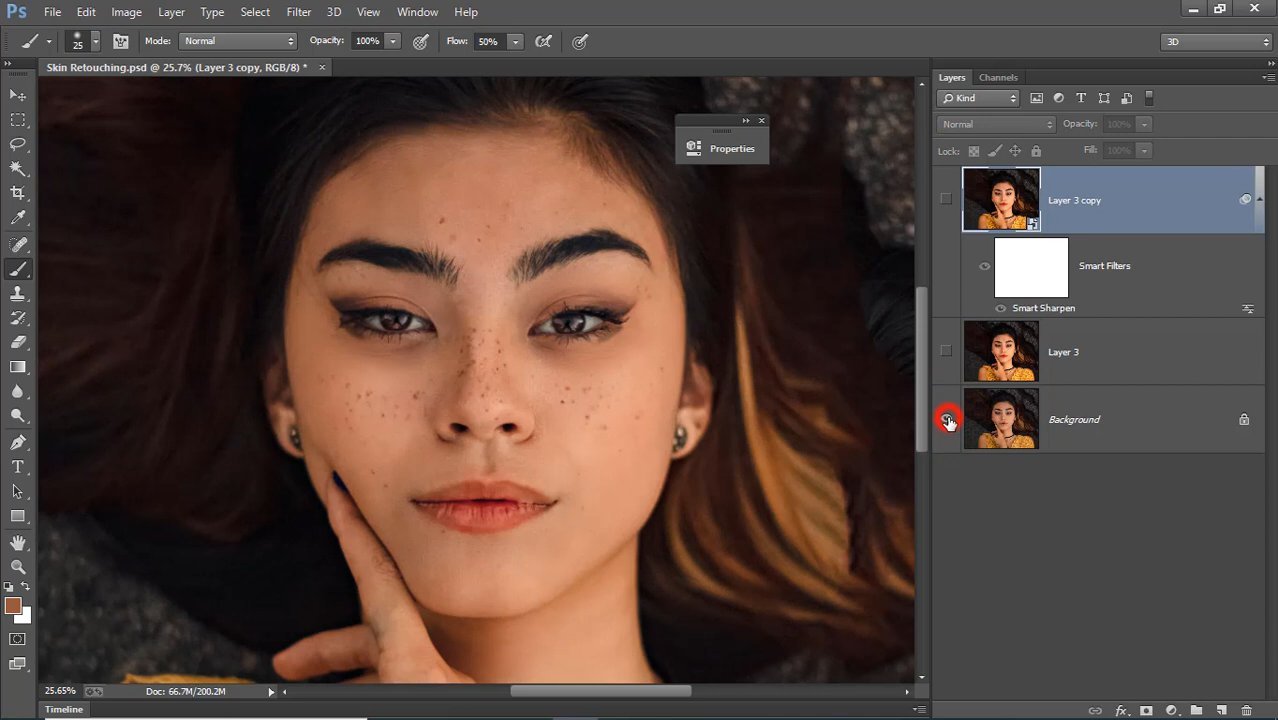 Ps File Edit Image Layer Type Select Filter 3D View Window Help
25 Mode: Normal Opacity: 100% Flow: 50% 3D
Skin Retouching.psd @ 25.7% (Layer 3 copy, RGB/8) * ×
Layers Channels
Kind
Normal Opacity: 100%
Lock: Fill: 100%
Properties
Layer 3 copy
Smart Filters
Smart Sharpen
Layer 3
Background
25.65% Doc: 66.7M/200.2M
Timeline